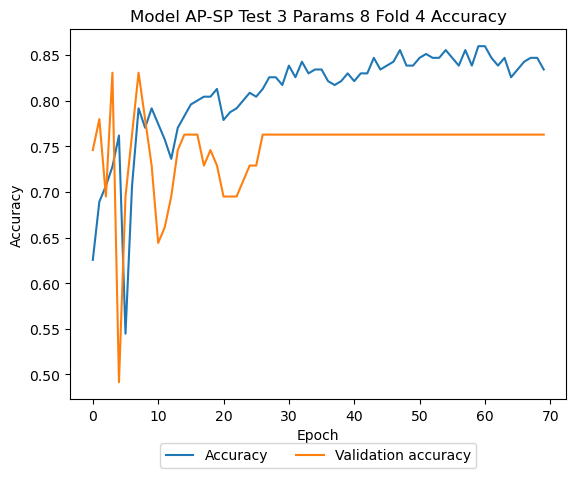 Model AP-SP Test 3 Params 8 Fold 4 Accuracy
0.85
0.80
0.75
0.70
0.65
0.60
0.55
0.50
Accuracy
0 10 20 30 40 50 60 70
Epoch
Accuracy Validation accuracy